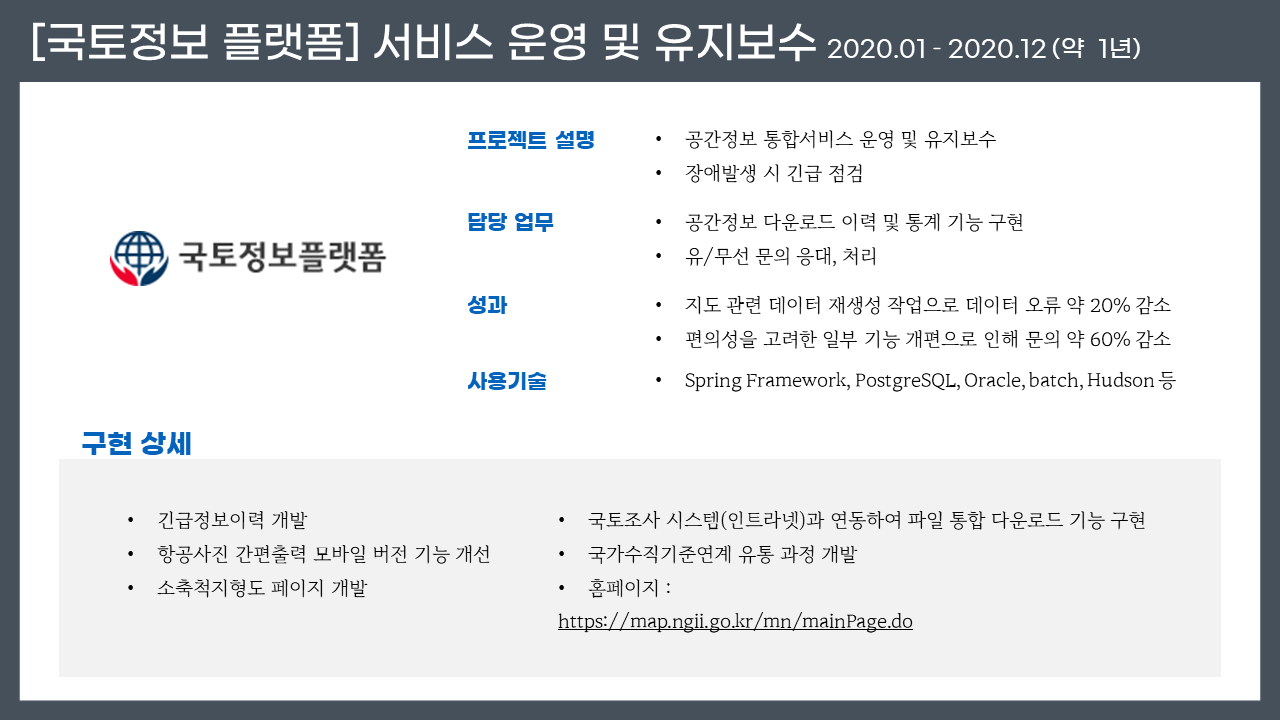 [국토정보 플랫폼] 서비스 운영 및 유지보수 2020.01 - 2020.12 (약 1년)
국토정보플랫폼
프로젝트 설명
• 공간정보 통합서비스 운영 및 유지보수
• 장애발생 시 긴급 점검
담당 업무
• 공간정보 다운로드 이력 및 통계 기능 구현
• 유/무선 문의 응대, 처리
성과
• 지도 관련 데이터 재생성 작업으로 데이터 오류 약 20% 감소
• 편의성을 고려한 일부 기능 개편으로 인해 문의 약 60% 감소
사용기술
• Spring Framework, PostgreSQL, Oracle, batch, Hudson 등
구현 상세
• 긴급정보이력 개발
• 항공사진 간편출력 모바일 버전 기능 개선
• 소축척지형도 페이지 개발
• 국토조사 시스템(인트라넷)과 연동하여 파일 통합 다운로드 기능 구현
• 국가수직기준연계 유통 과정 개발
• 홈페이지 :
https://map.ngii.go.kr/mn/mainPage.do